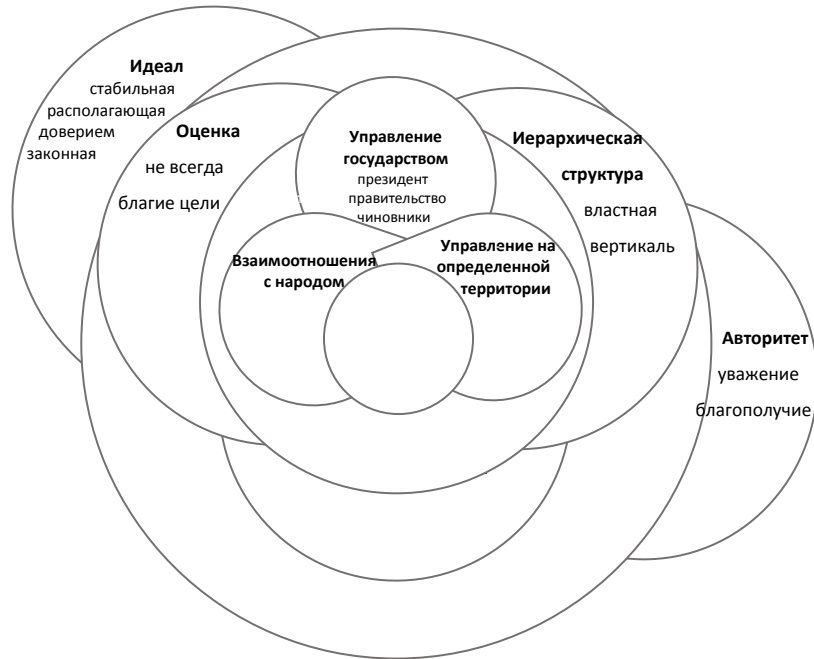 Идеал
стабильная
располагающая
доверием
законная
Оценка
не всегда
благие цели
Управление
государством
президент
правительство
чиновники
Иерархическая
структура
властная
вертикаль
Взаимоотношения
с народом
Управление на
определенной
территории
Авторитет
уважение
благополучие